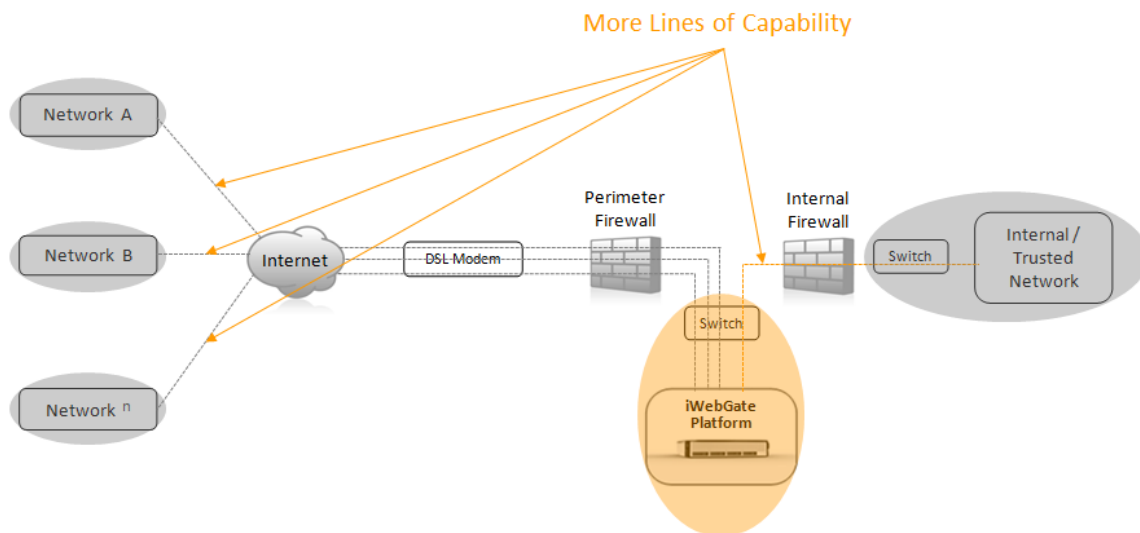 More Lines of Capability
Network A
Network B
Network n
Internet
DSL Modem
Perimeter
Firewall
Internal
Firewall
Switch
Internal /
Trusted
Network
Switch
iWebGate
Platform